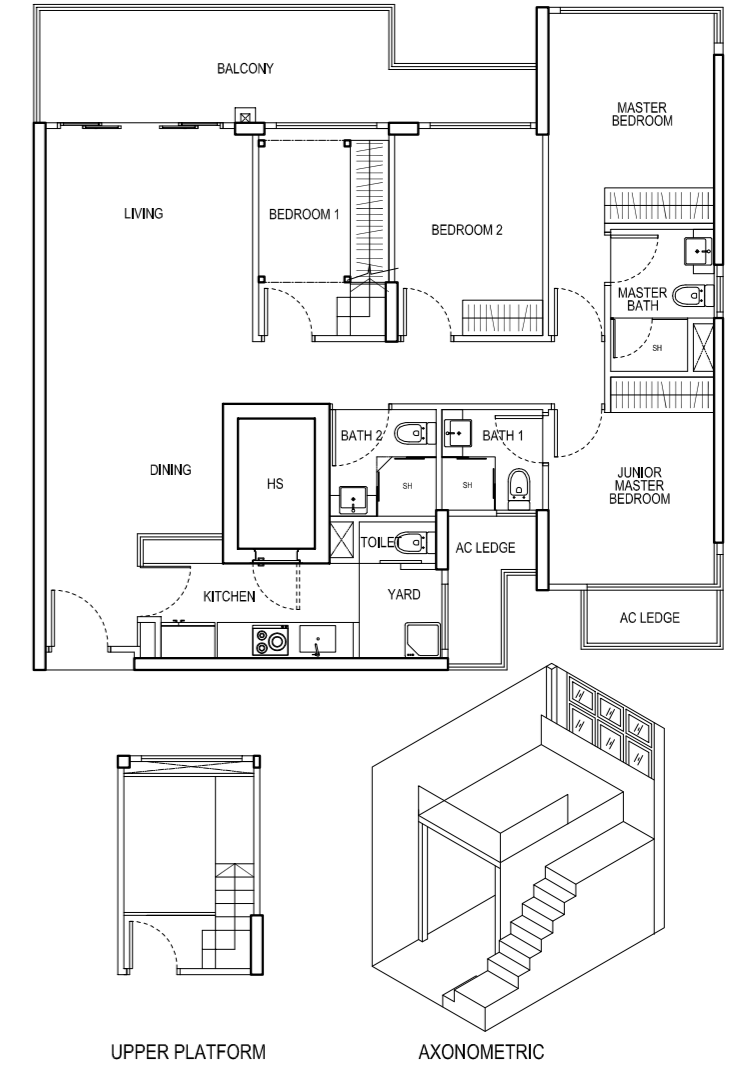 BALCONY
MASTER
BEDROOM
LIVING
BEDROOM 1
BEDROOM 2
MASTER
BATH
SH
BATH 2
BATH 1
DINING
HS
SH
SH
JUNIOR
MASTER
BEDROOM
TOILE
AC LEDGE
KITCHEN
YARD
AC LEDGE
UPPER PLATFORM
AXONOMETRIC